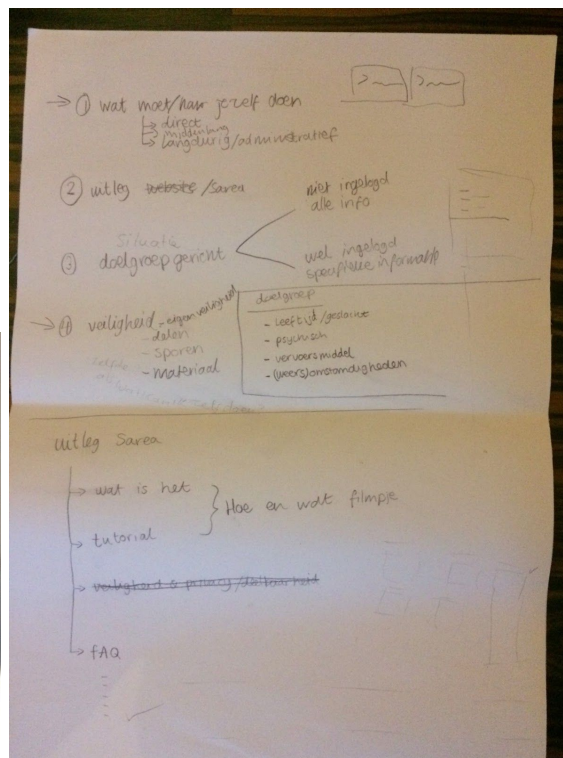 → ① wat moet/kan jezelf doen
→ direct
→ middenlang
→ langdurig/administratief
② uitleg website /Sarea
niet ingelogd
alle info
Situatie
③ doelgroep gericht
wel ingelogd
specifieke informatie
→ ④ veiligheid - eigen veiligheid
- delen
- sporen
- materiaal
doelgroep
- leeftijd/geslacht
- psychisch
- vervoersmiddel
- (weers)omstandigheden
uitleg Sarea
→ wat is het
→ tutorial
} Hoe en wat filmpje
→ veiligheid & privacy /
→ FAQ